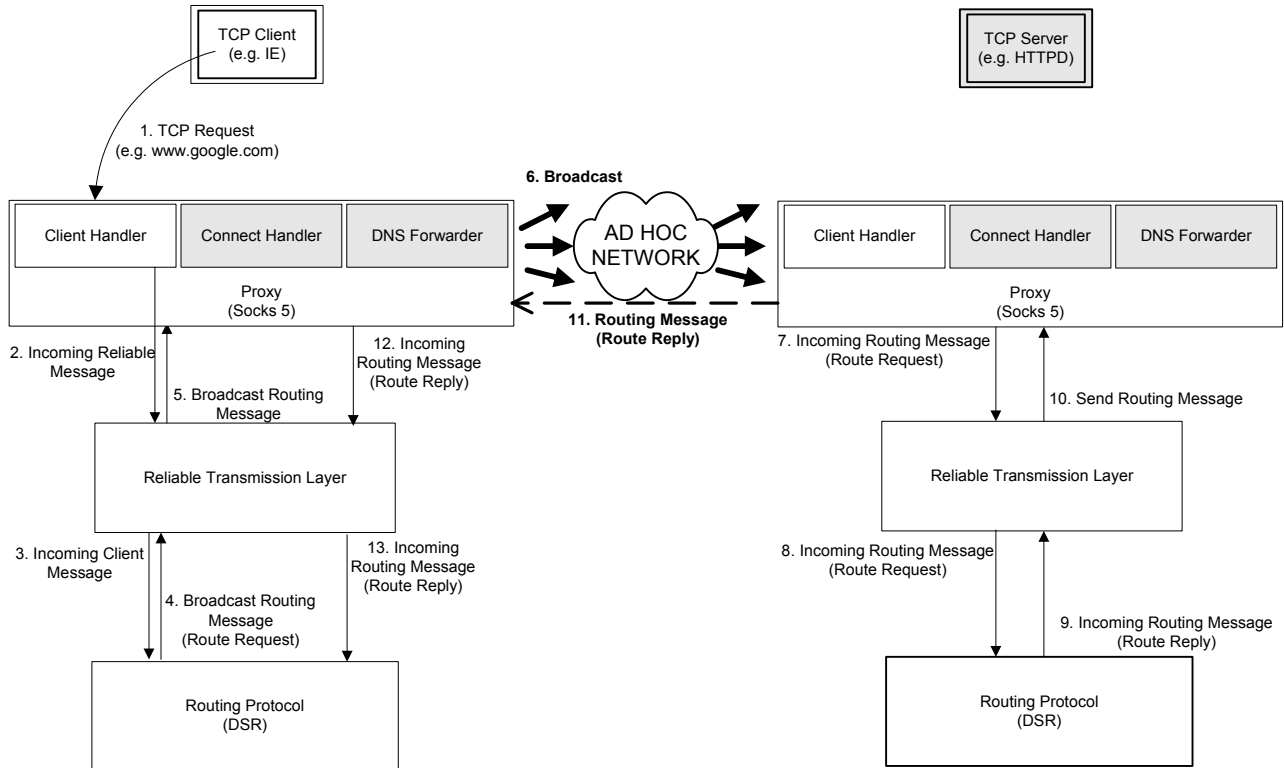 TCP Client
(e.g. IE)
TCP Server
(e.g. HTTPD)
1. TCP Request
(e.g. www.google.com)
6. Broadcast
Client Handler
Connect Handler
DNS Forwarder
Proxy
(Socks 5)
AD HOC
NETWORK
Client Handler
Connect Handler
DNS Forwarder
Proxy
(Socks 5)
11. Routing Message
(Route Reply)
2. Incoming Reliable
Message
5. Broadcast Routing
Message
12. Incoming
Routing Message
(Route Reply)
7. Incoming Routing Message
(Route Request)
10. Send Routing Message
Reliable Transmission Layer
Reliable Transmission Layer
3. Incoming Client
Message
4. Broadcast Routing
Message
(Route Request)
13. Incoming
Routing Message
(Route Reply)
8. Incoming Routing Message
(Route Request)
9. Incoming Routing Message
(Route Reply)
Routing Protocol
(DSR)
Routing Protocol
(DSR)